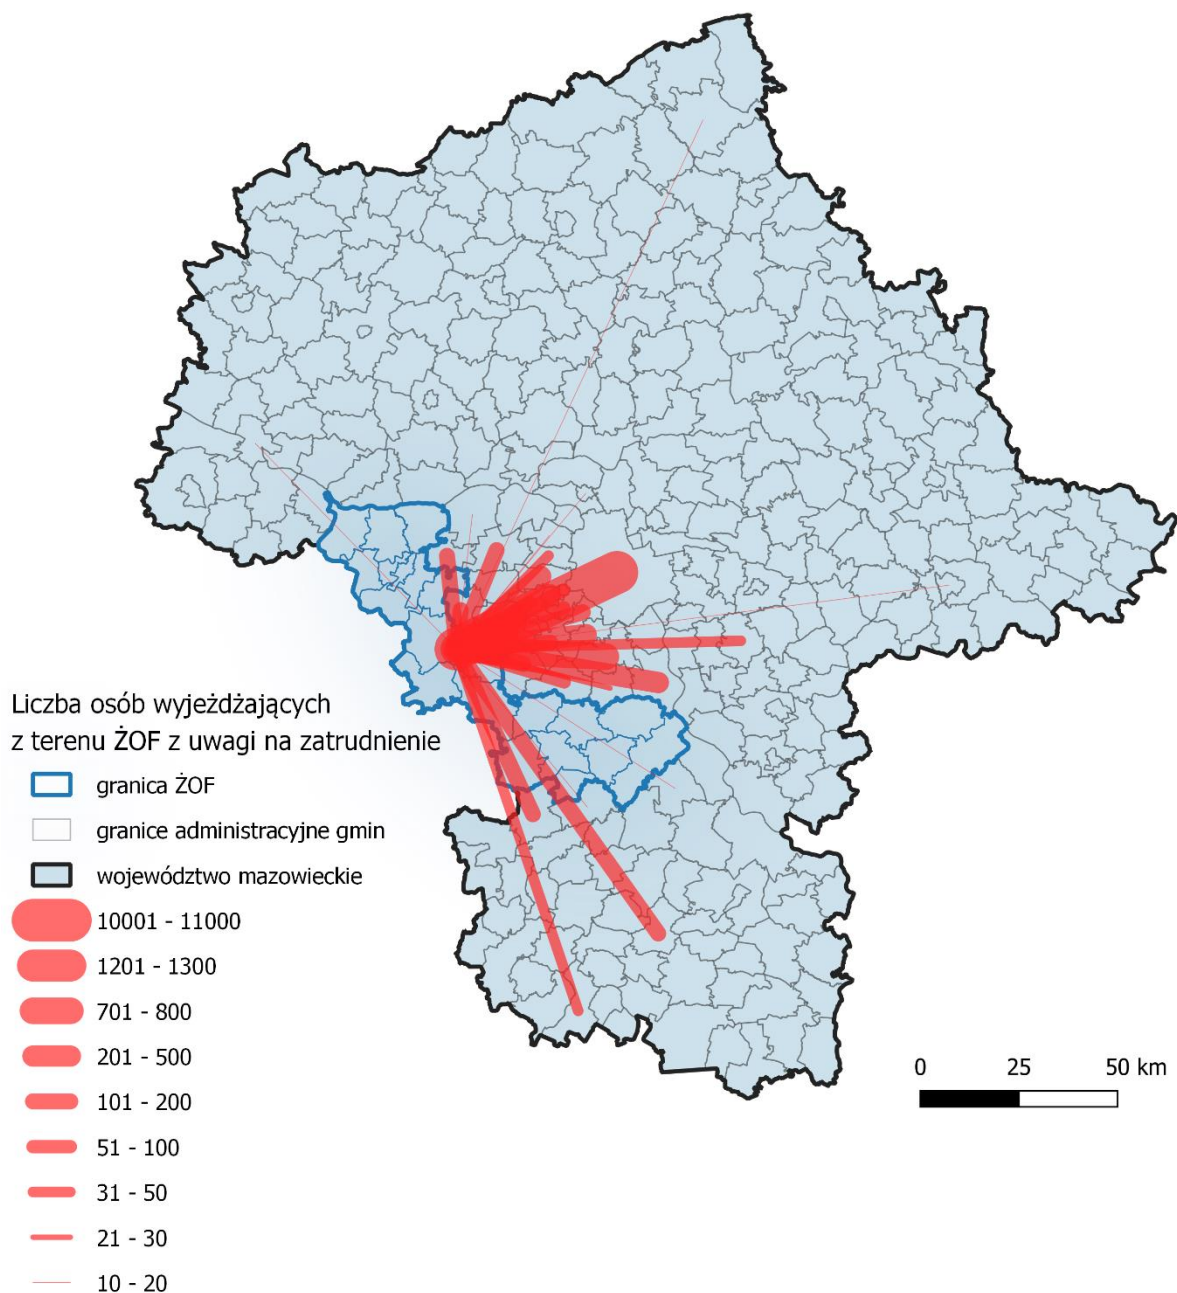 Liczba osób wyjeżdżających
z terenu ŻOF z uwagi na zatrudnienie
granica ŻOF
granice administracyjne gmin
województwo mazowieckie
10001 - 11000
1201 - 1300
701 - 800
201 - 500
101 - 200
51 - 100
31 - 50
21 - 30
10 - 20
0 25 50 km